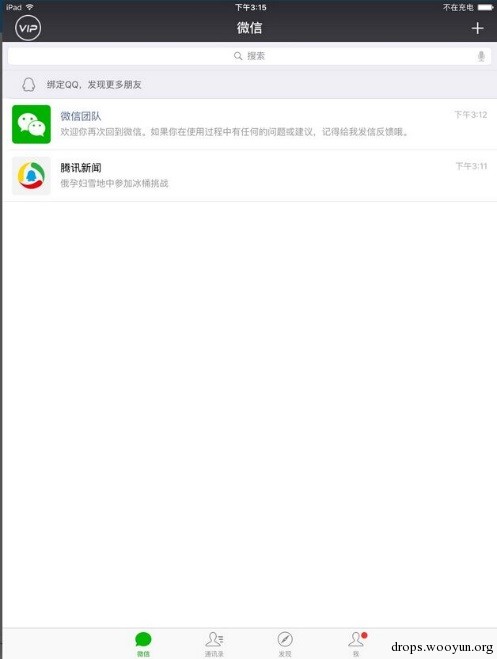 iPad 下午3:15 不在充电
VIP 微信
搜索
绑定QQ，发现更多朋友
微信团队 下午3:12
欢迎你再次回到微信。如果你在使用过程中有任何的问题或建议，记得给我发信反馈哦。
腾讯新闻 下午3:11
俄孕妇雪地中参加冰桶挑战
微信 通讯录 发现 我
drops.wooyun.org